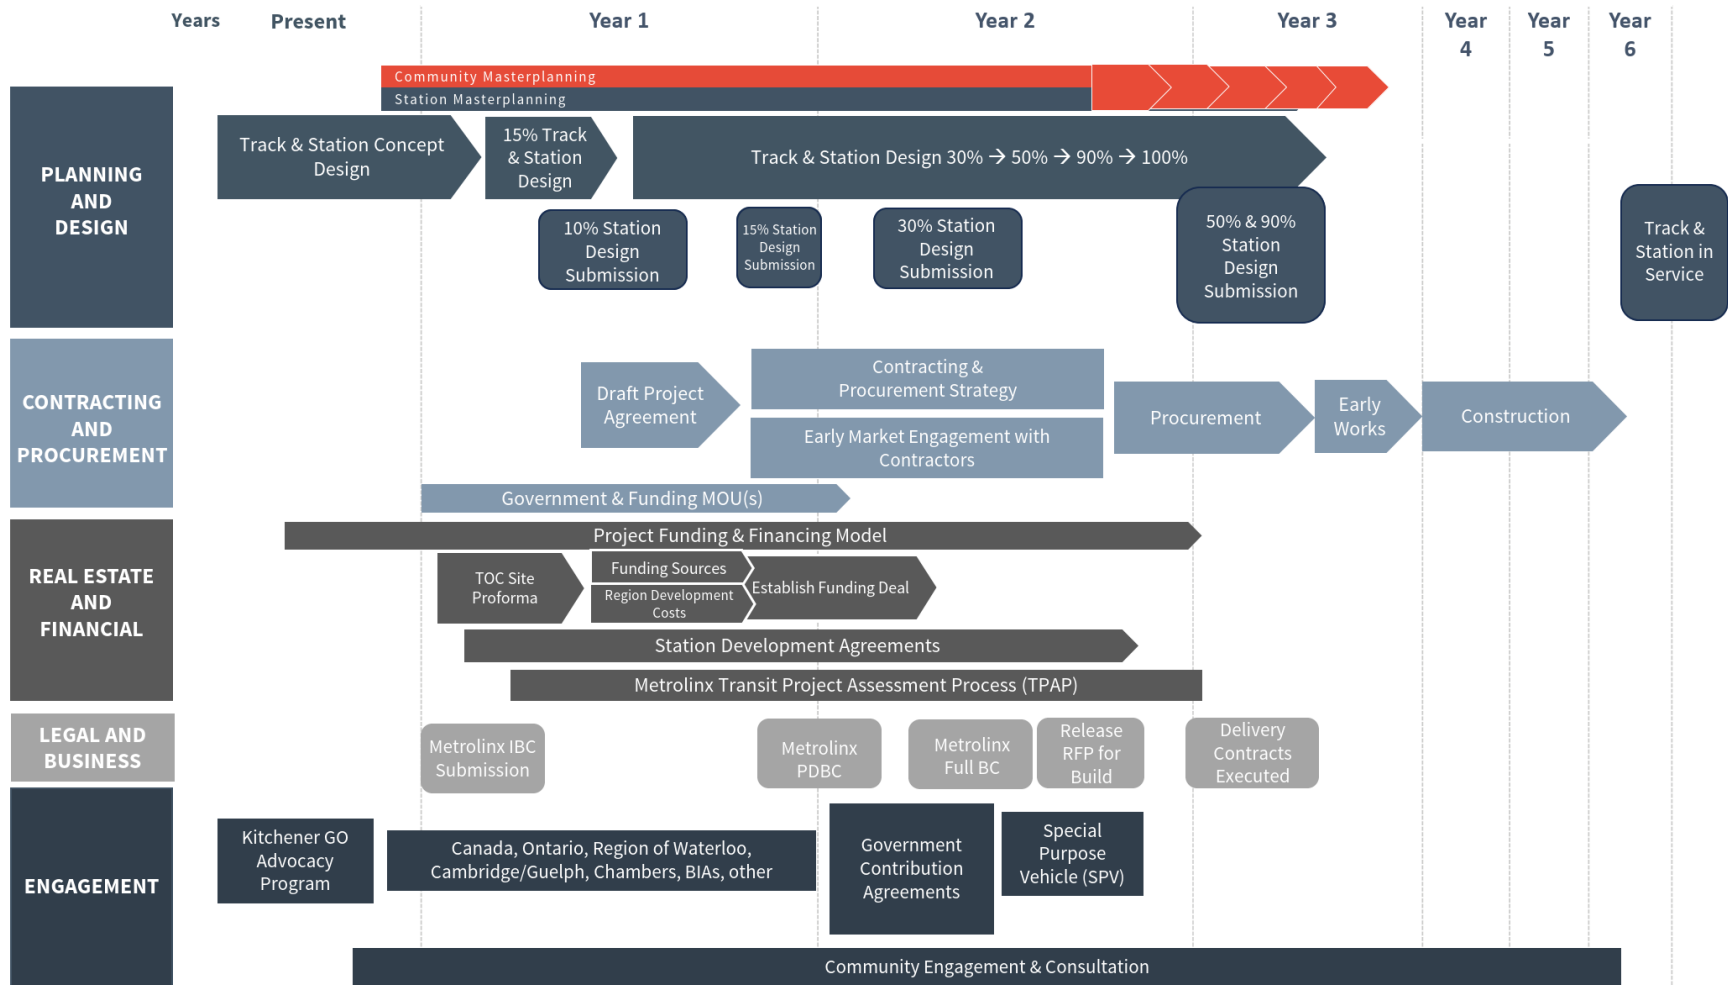 Years
Present
Year 1
Year 2
Year 3
Year
4
Year
5
Year
6
PLANNING
AND
DESIGN
Community Masterplanning
Station Masterplanning
Track & Station Concept
Design
15% Track
& Station
Design
Track & Station Design 30% → 50% → 90% → 100%
10% Station
Design
Submission
15% Station
Design
Submission
30% Station
Design
Submission
50% & 90%
Station
Design
Submission
Track &
Station in
Service
CONTRACTING
AND
PROCUREMENT
Draft Project
Agreement
Contracting &
Procurement Strategy
Early Market Engagement with
Contractors
Procurement
Early
Works
Construction
Government & Funding MOU(s)
REAL ESTATE
AND
FINANCIAL
Project Funding & Financing Model
TOC Site
Proforma
Funding Sources
Region Development
Costs
Establish Funding Deal
Station Development Agreements
Metrolinx Transit Project Assessment Process (TPAP)
LEGAL AND
BUSINESS
Metrolinx IBC
Submission
Metrolinx
PDBC
Metrolinx
Full BC
Release
RFP for
Build
Delivery
Contracts
Executed
ENGAGEMENT
Kitchener GO
Advocacy
Program
Canada, Ontario, Region of Waterloo,
Cambridge/Guelph, Chambers, BIAs, other
Government
Contribution
Agreements
Special
Purpose
Vehicle (SPV)
Community Engagement & Consultation